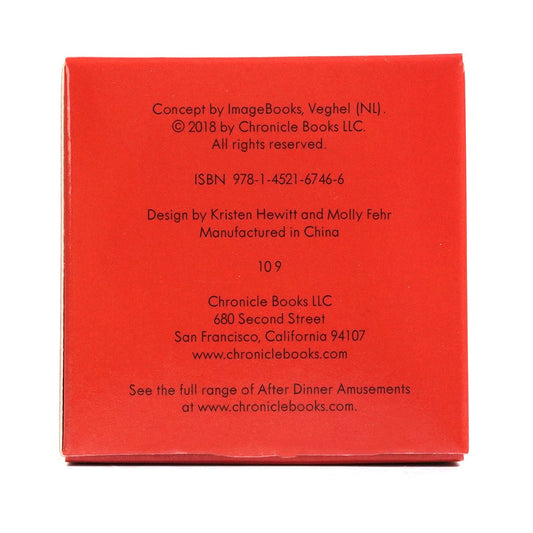 Concept by ImageBooks, Veghel (NL).
© 2018 by Chronicle Books LLC.
All rights reserved.
ISBN 978-1-4521-6746-6
Design by Kristen Hewitt and Molly Fehr
Manufactured in China
10 9
Chronicle Books LLC
680 Second Street
San Francisco, California 94107
www.chroniclebooks.com
See the full range of After Dinner Amusements
at www.chroniclebooks.com.